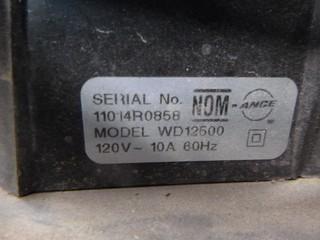 SERIAL No.
NOM-ANCE
11014R0858
MODEL WD12500
120V~ 10A 60Hz